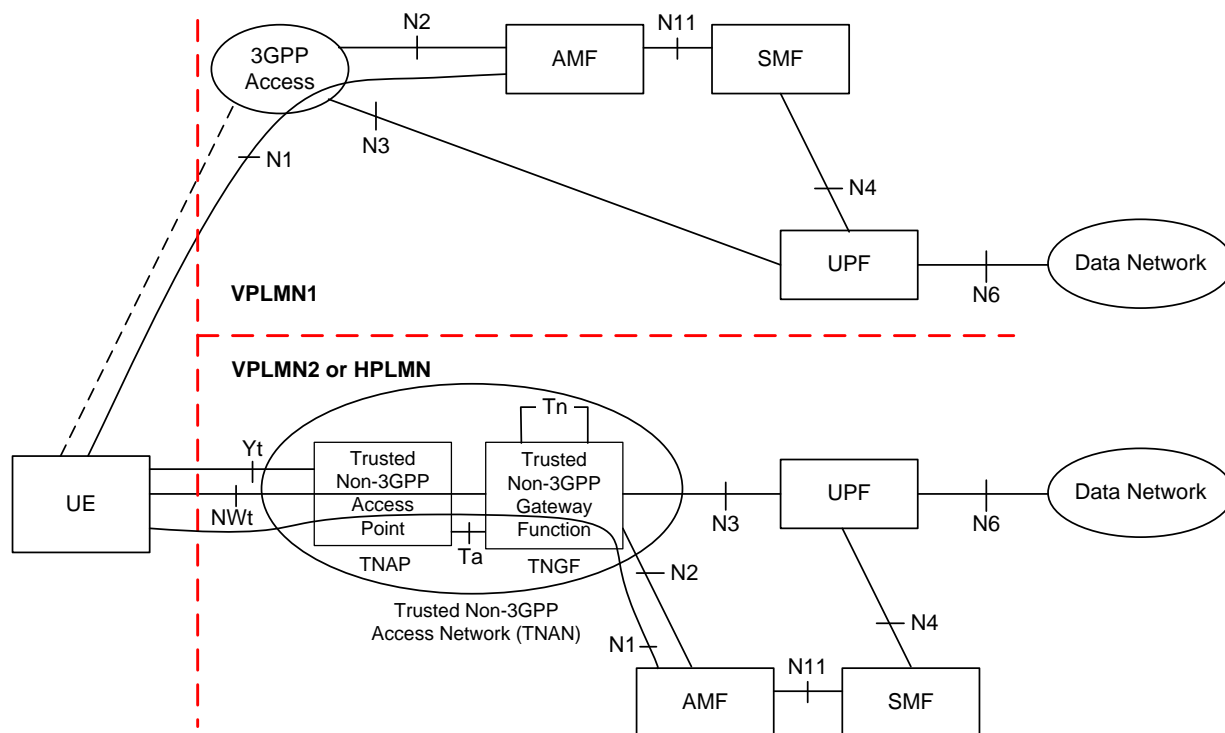 N2
N11
3GPP
Access
AMF
SMF
N3
N1
N4
UPF
Data Network
N6
VPLMN1
VPLMN2 or HPLMN
Tn
Yt
Trusted
Non-3GPP
Access
Point
Trusted
Non-3GPP
Gateway
Function
UE
NWt
UPF
Data Network
N3
N6
Ta
TNAP
TNGF
N2
Trusted Non-3GPP
Access Network (TNAN)
N4
N1
N11
AMF
SMF